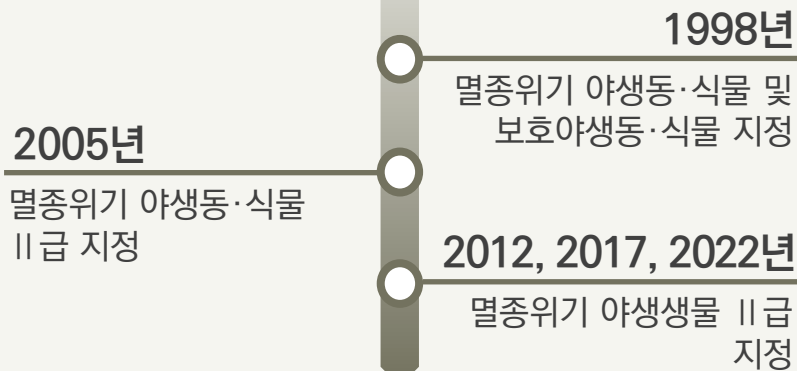 1998년
멸종위기 야생동·식물 및
보호야생동·식물 지정
2005년
멸종위기 야생동·식물
Ⅱ급 지정
2012, 2017, 2022년
멸종위기 야생생물 Ⅱ급
지정